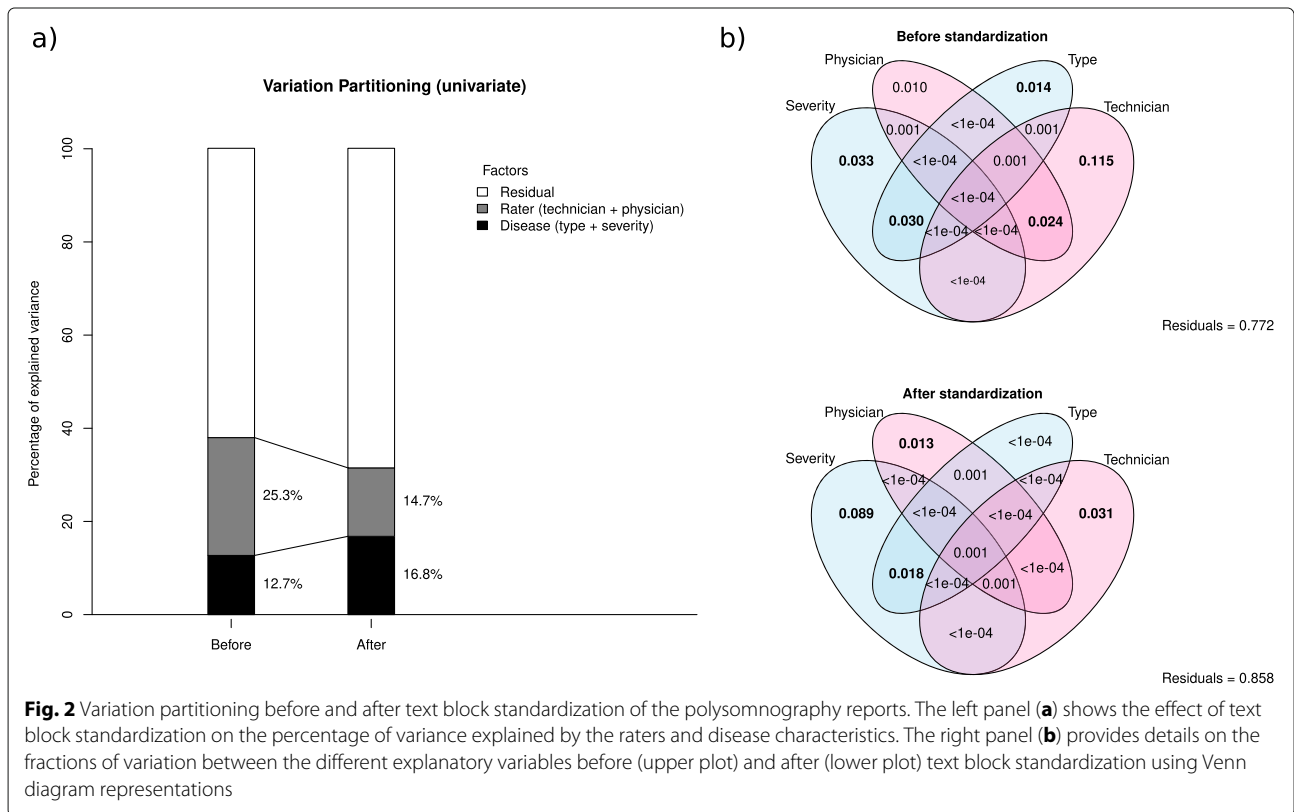 a)
Variation Partitioning (univariate)
Percentage of explained variance
100
80
60
40
20
0
Factors
Residual
Rater (technician + physician)
Disease (type + severity)
25.3%
14.7%
12.7%
16.8%
Before After
b)
Before standardization
Physician Type
Severity Technician
0.010 0.014
0.001 <1e-04 0.001
0.033 <1e-04 0.001 0.115
<1e-04
0.030 <1e-04 <1e-04 0.024
<1e-04
Residuals = 0.772
After standardization
Physician Type
Severity Technician
0.013 <1e-04
<1e-04 0.001 <1e-04
0.089 <1e-04 <1e-04 0.031
0.001
0.018 <1e-04 0.001 <1e-04
<1e-04
Residuals = 0.858
Fig. 2 Variation partitioning before and after text block standardization of the polysomnography reports. The left panel (a) shows the effect of text
block standardization on the percentage of variance explained by the raters and disease characteristics. The right panel (b) provides details on the
fractions of variation between the different explanatory variables before (upper plot) and after (lower plot) text block standardization using Venn
diagram representations